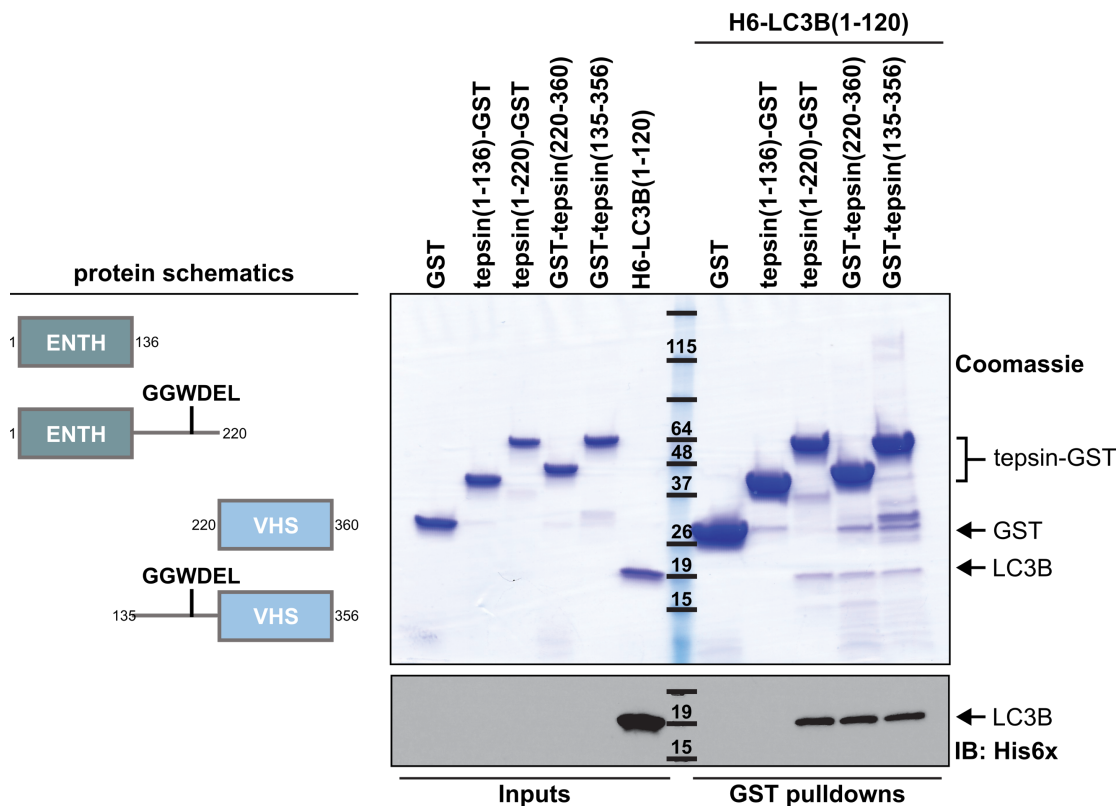 H6-LC3B(1-120)
GST
tepsin(1-136)-GST
tepsin(1-220)-GST
GST-tepsin(220-360)
GST-tepsin(135-356)
H6-LC3B(1-120)
GST
tepsin(1-136)-GST
tepsin(1-220)-GST
GST-tepsin(220-360)
GST-tepsin(135-356)
protein schematics
1 ENTH 136
GGWDEL
1 ENTH 220
220 VHS 360
GGWDEL
135 VHS 356
115
64
48
37
26
19
15
Coomassie
tepsin-GST
GST
LC3B
19
15
LC3B
IB: His6x
Inputs
GST pulldowns